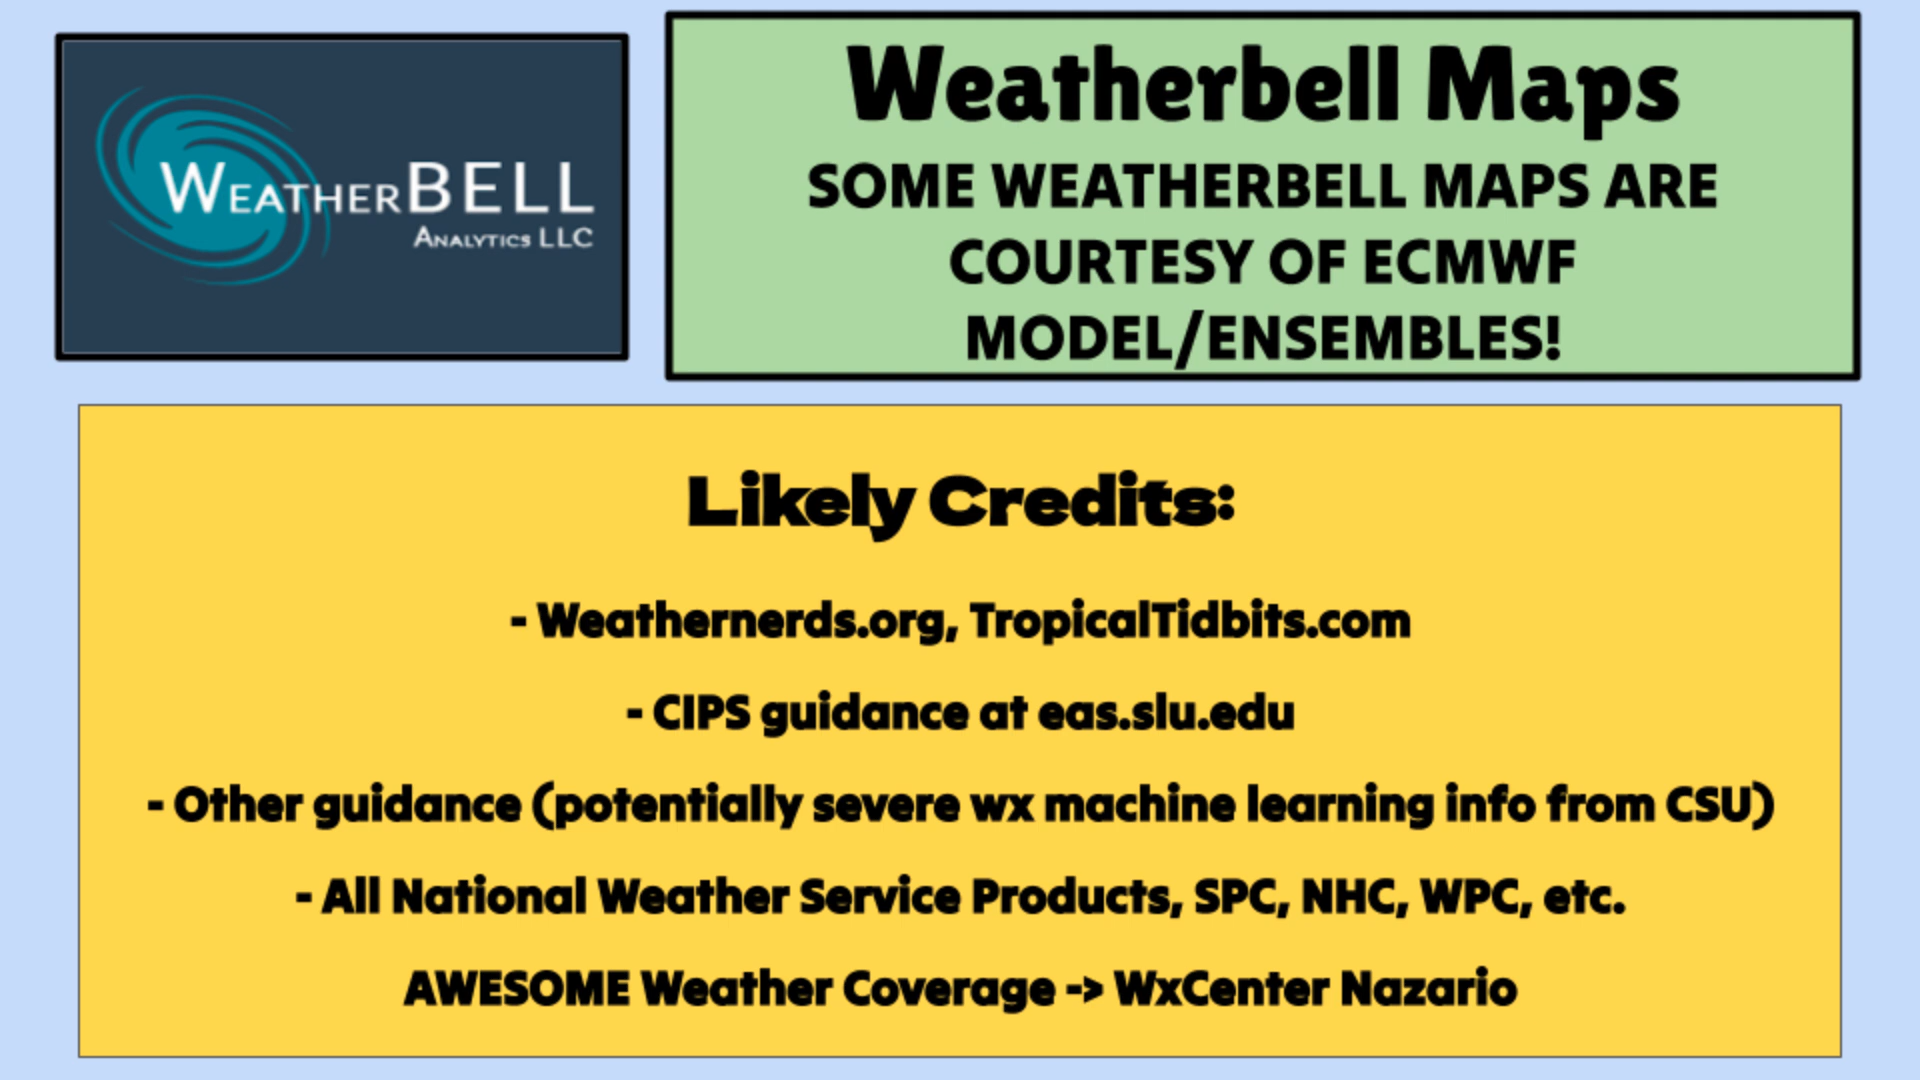 WEATHERBELL
ANALYTICS LLC
Weatherbell Maps
SOME WEATHERBELL MAPS ARE
COURTESY OF ECMWF
MODEL/ENSEMBLES!
Likely Credits:
- Weathernerds.org, TropicalTidbits.com
- CIPS guidance at eas.slu.edu
- Other guidance (potentially severe wx machine learning info from CSU)
- All National Weather Service Products, SPC, NHC, WPC, etc.
AWESOME Weather Coverage -> WxCenter Nazario